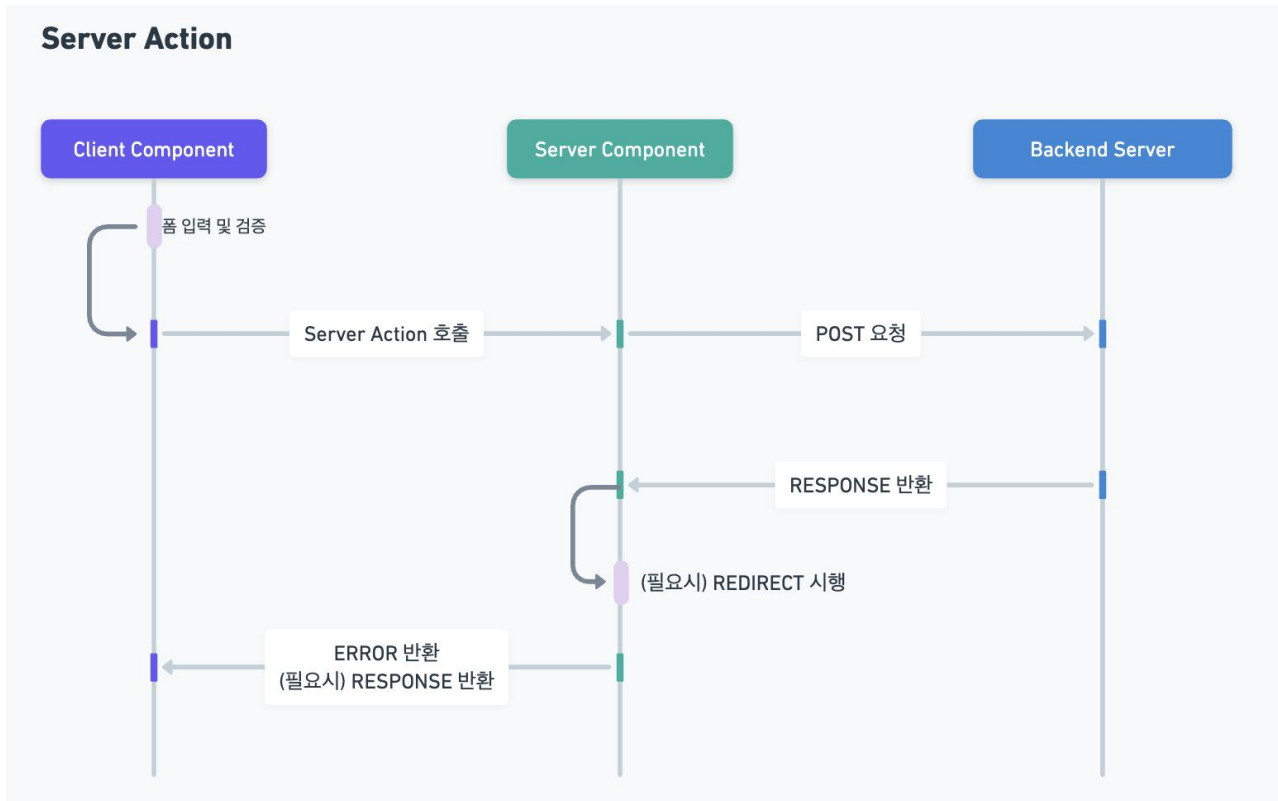 Server Action
Client Component
Server Component
Backend Server
폼 입력 및 검증
Server Action 호출
POST 요청
RESPONSE 반환
(필요시) REDIRECT 시행
ERROR 반환
(필요시) RESPONSE 반환